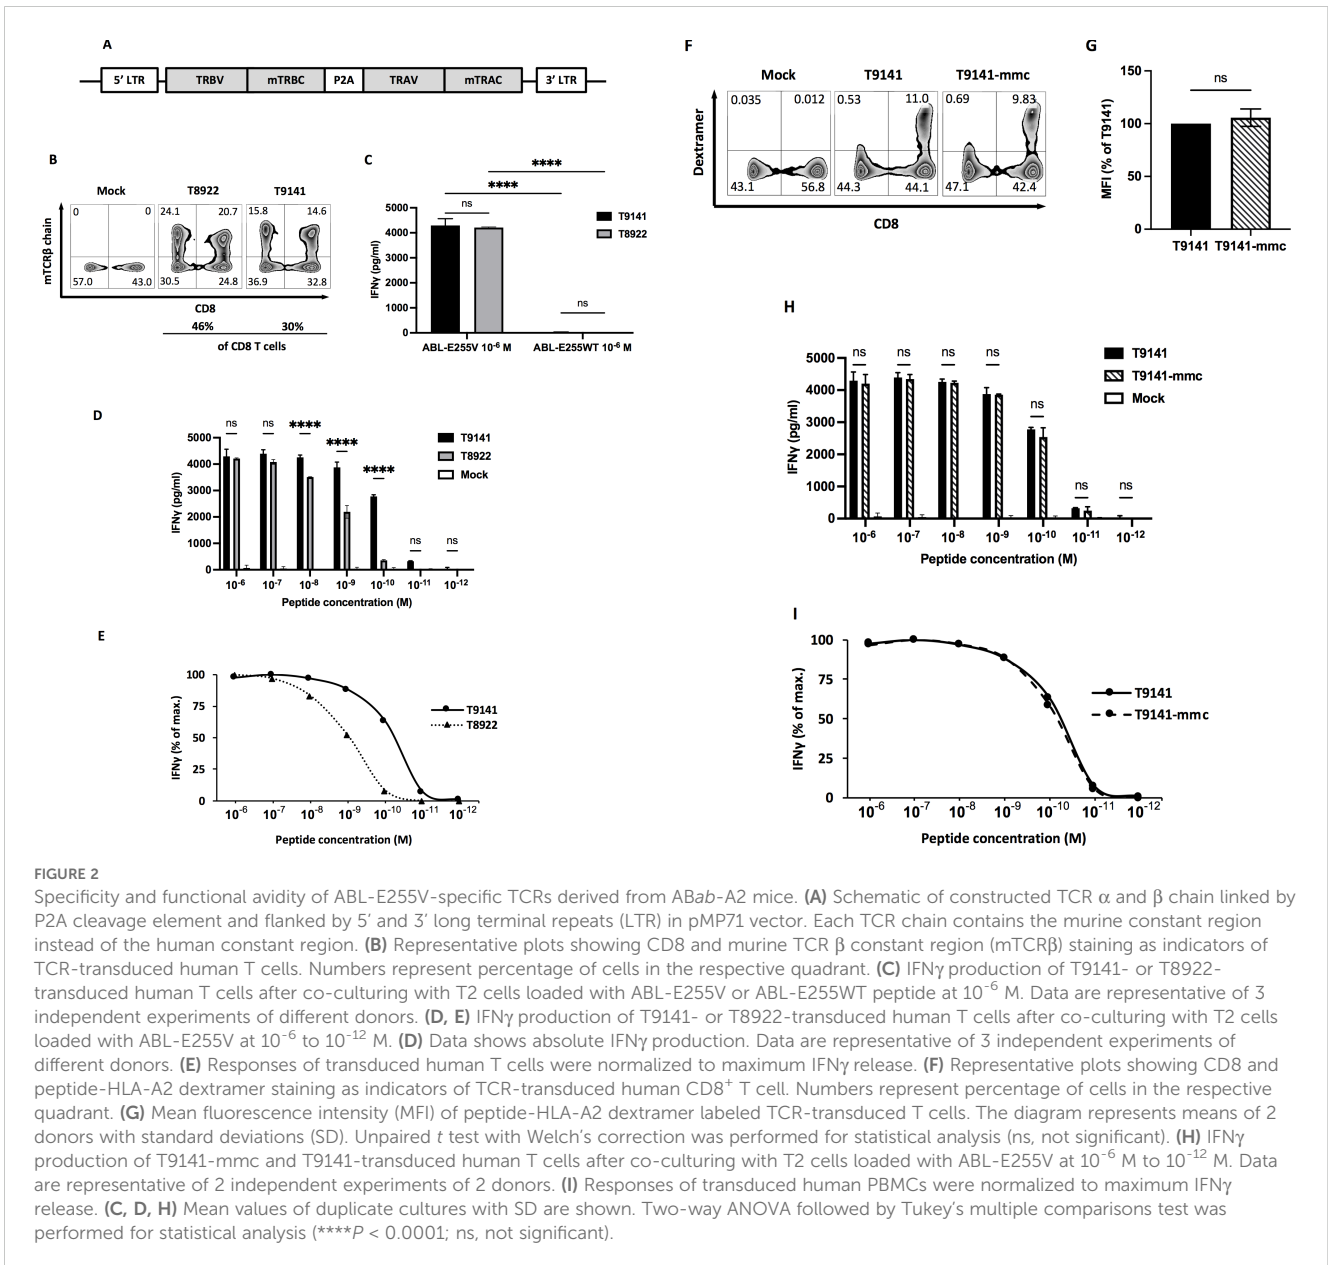 A
5′ LTR TRBV mTRBC P2A TRAV mTRAC 3′ LTR
B
Mock T8922 T9141
mTCRβ chain
0 0 24.1 20.7 15.8 14.6
57.0 43.0 30.5 24.8 36.9 32.8
CD8
46% 30%
of CD8 T cells
C
****
****
ns
ns
T9141
T8922
IFNγ (pg/ml)
5000
4000
3000
2000
1000
0
ABL-E255V 10⁻⁶ M ABL-E255WT 10⁻⁶ M
D
ns ns **** **** **** ns ns
T9141
T8922
Mock
IFNγ (pg/ml)
5000
4000
3000
2000
1000
0
10⁻⁶ 10⁻⁷ 10⁻⁸ 10⁻⁹ 10⁻¹⁰ 10⁻¹¹ 10⁻¹²
Peptide concentration (M)
E
IFNγ (% of max.)
100
75
50
25
0
T9141
T8922
10⁻⁶ 10⁻⁷ 10⁻⁸ 10⁻⁹ 10⁻¹⁰ 10⁻¹¹ 10⁻¹²
Peptide concentration (M)
F
Mock T9141 T9141-mmc
Dextramer
0.035 0.012 0.53 11.0 0.69 9.83
43.1 56.8 44.3 44.1 47.1 42.4
CD8
G
ns
MFI (% of T9141)
150
100
50
0
T9141 T9141-mmc
H
ns ns ns ns ns ns ns
T9141
T9141-mmc
Mock
IFNγ (pg/ml)
5000
4000
3000
2000
1000
0
10⁻⁶ 10⁻⁷ 10⁻⁸ 10⁻⁹ 10⁻¹⁰ 10⁻¹¹ 10⁻¹²
Peptide concentration (M)
I
IFNγ (% of max.)
100
75
50
25
0
T9141
T9141-mmc
10⁻⁶ 10⁻⁷ 10⁻⁸ 10⁻⁹ 10⁻¹⁰ 10⁻¹¹ 10⁻¹²
Peptide concentration (M)
FIGURE 2
Specificity and functional avidity of ABL-E255V-specific TCRs derived from ABab-A2 mice. (A) Schematic of constructed TCR α and β chain linked by
P2A cleavage element and flanked by 5′ and 3′ long terminal repeats (LTR) in pMP71 vector. Each TCR chain contains the murine constant region
instead of the human constant region. (B) Representative plots showing CD8 and murine TCR β constant region (mTCRβ) staining as indicators of
TCR-transduced human T cells. Numbers represent percentage of cells in the respective quadrant. (C) IFNγ production of T9141- or T8922-
transduced human T cells after co-culturing with T2 cells loaded with ABL-E255V or ABL-E255WT peptide at 10⁻⁶ M. Data are representative of 3
independent experiments of different donors. (D, E) IFNγ production of T9141- or T8922-transduced human T cells after co-culturing with T2 cells
loaded with ABL-E255V at 10⁻⁶ to 10⁻¹² M. (D) Data shows absolute IFNγ production. Data are representative of 3 independent experiments of
different donors. (E) Responses of transduced human T cells were normalized to maximum IFNγ release. (F) Representative plots showing CD8 and
peptide-HLA-A2 dextramer staining as indicators of TCR-transduced human CD8⁺ T cell. Numbers represent percentage of cells in the respective
quadrant. (G) Mean fluorescence intensity (MFI) of peptide-HLA-A2 dextramer labeled TCR-transduced T cells. The diagram represents means of 2
donors with standard deviations (SD). Unpaired t test with Welch's correction was performed for statistical analysis (ns, not significant). (H) IFNγ
production of T9141-mmc and T9141-transduced human T cells after co-culturing with T2 cells loaded with ABL-E255V at 10⁻⁶ M to 10⁻¹² M. Data
are representative of 2 independent experiments of 2 donors. (I) Responses of transduced human PBMCs were normalized to maximum IFNγ
release. (C, D, H) Mean values of duplicate cultures with SD are shown. Two-way ANOVA followed by Tukey's multiple comparisons test was
performed for statistical analysis (****P < 0.0001; ns, not significant).